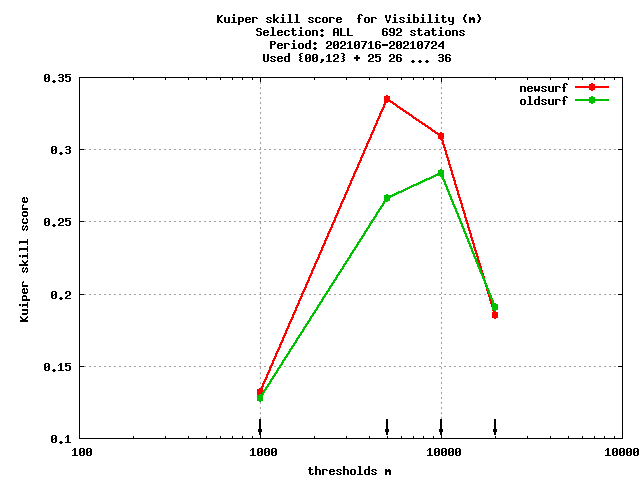 Kuiper skill score  for Visibility (m)
Selection: ALL    692 stations
Period: 20210716-20210724
Used {00,12} + 25 26 ... 36
newsurf
oldsurf
0.35
0.3
0.25
0.2
0.15
0.1
Kuiper skill score
100
1000
10000
10000
thresholds m